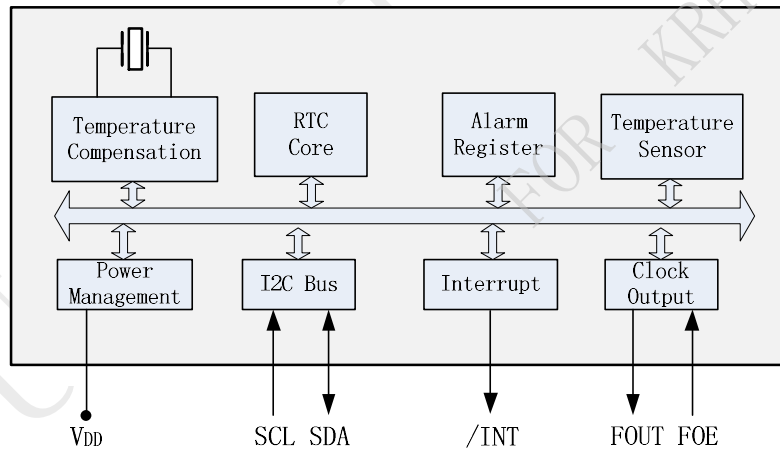 Temperature
Compensation
RTC
Core
Alarm
Register
Temperature
Sensor
Power
Management
I2C Bus
Interrupt
Clock
Output
VDD
SCL SDA
/INT
FOUT FOE
FOR